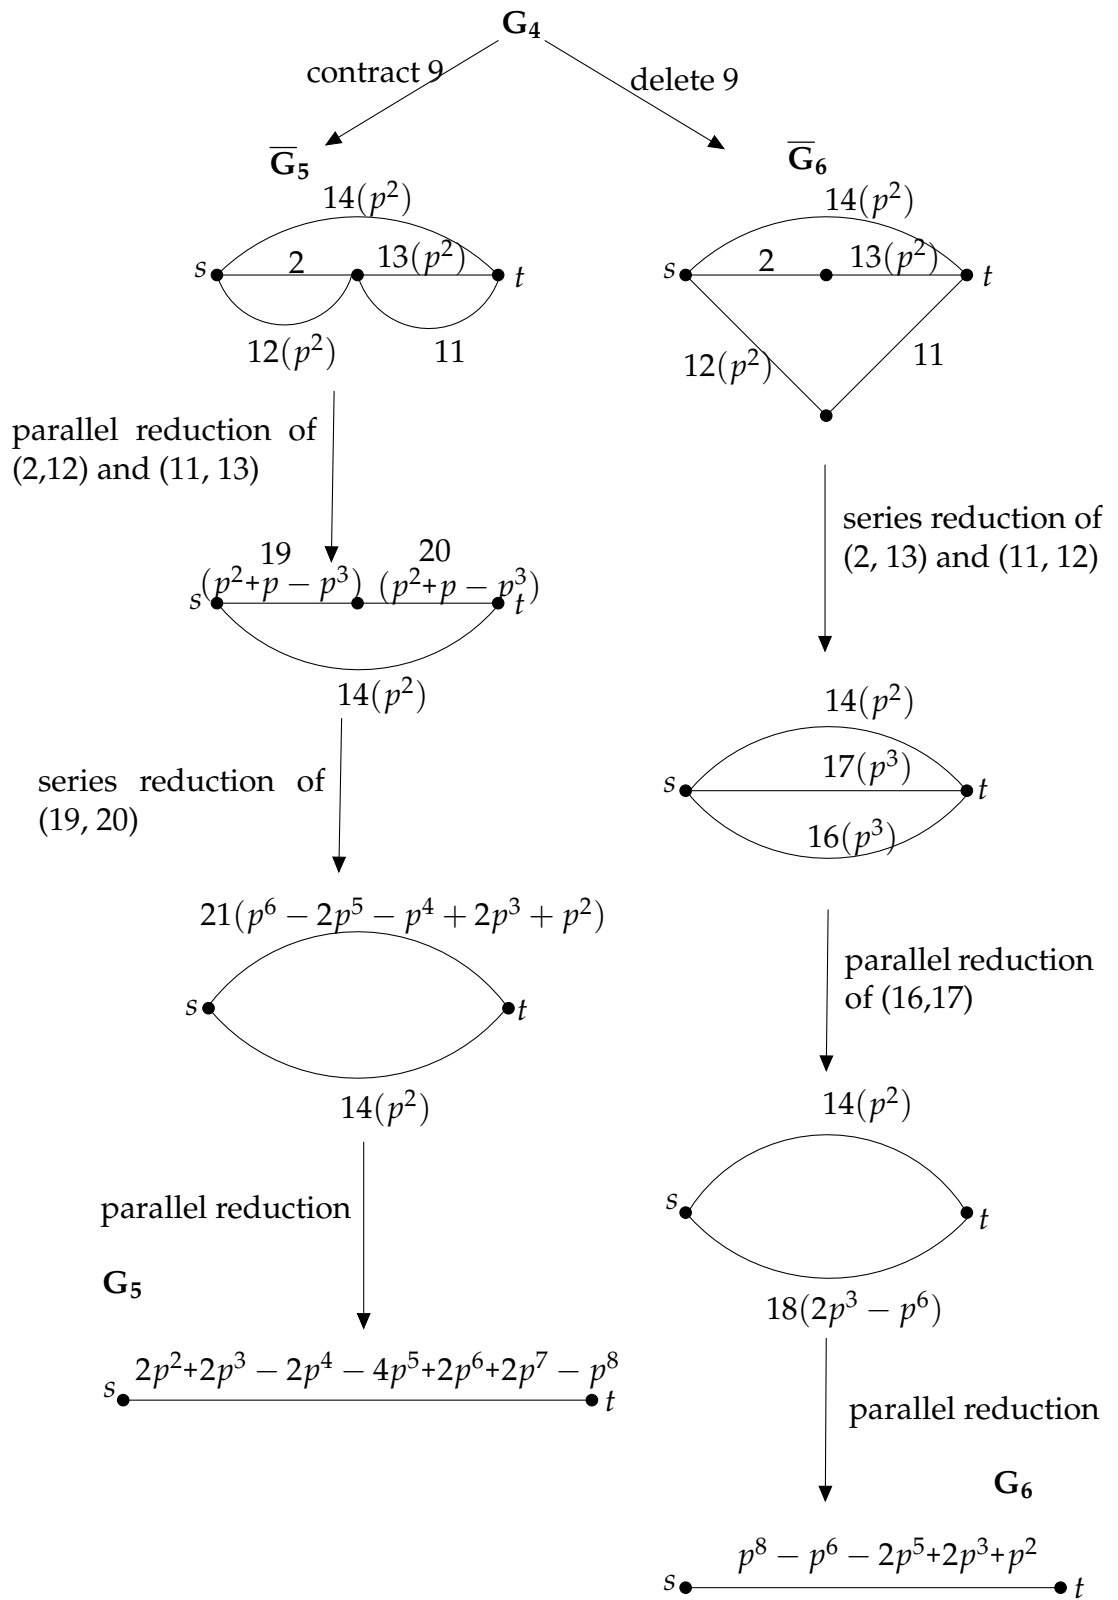 G₄
contract 9
delete 9
G̅₅
G̅₆
14(p²)
s 2 13(p²) t
12(p²) 11
14(p²)
s 2 13(p²) t
12(p²) 11
parallel reduction of
(2,12) and (11, 13)
series reduction of
(2, 13) and (11, 12)
19 20
(p²+p − p³) (p²+p − p³)
s t
14(p²)
14(p²)
17(p³)
s t
16(p³)
series reduction of
(19, 20)
21(p⁶ − 2p⁵ − p⁴ + 2p³ + p²)
s t
14(p²)
parallel reduction
of (16,17)
14(p²)
s t
18(2p³ − p⁶)
parallel reduction
G₅
2p²+2p³ − 2p⁴ − 4p⁵+2p⁶+2p⁷ − p⁸
s t
parallel reduction
G₆
p⁸ − p⁶ − 2p⁵+2p³+p²
s t